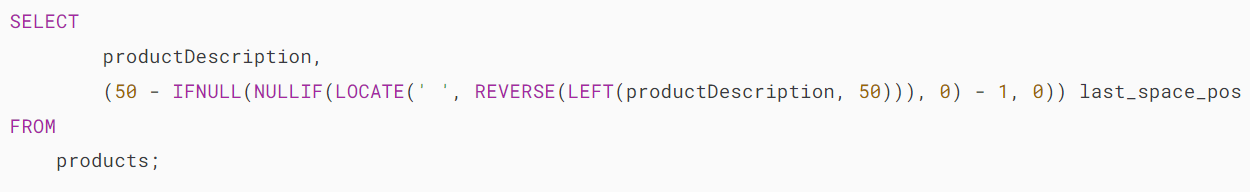 SELECT
productDescription,
(50 - IFNULL(NULLIF(LOCATE(' ', REVERSE(LEFT(productDescription, 50))), 0) - 1, 0)) last_space_pos
FROM
products;